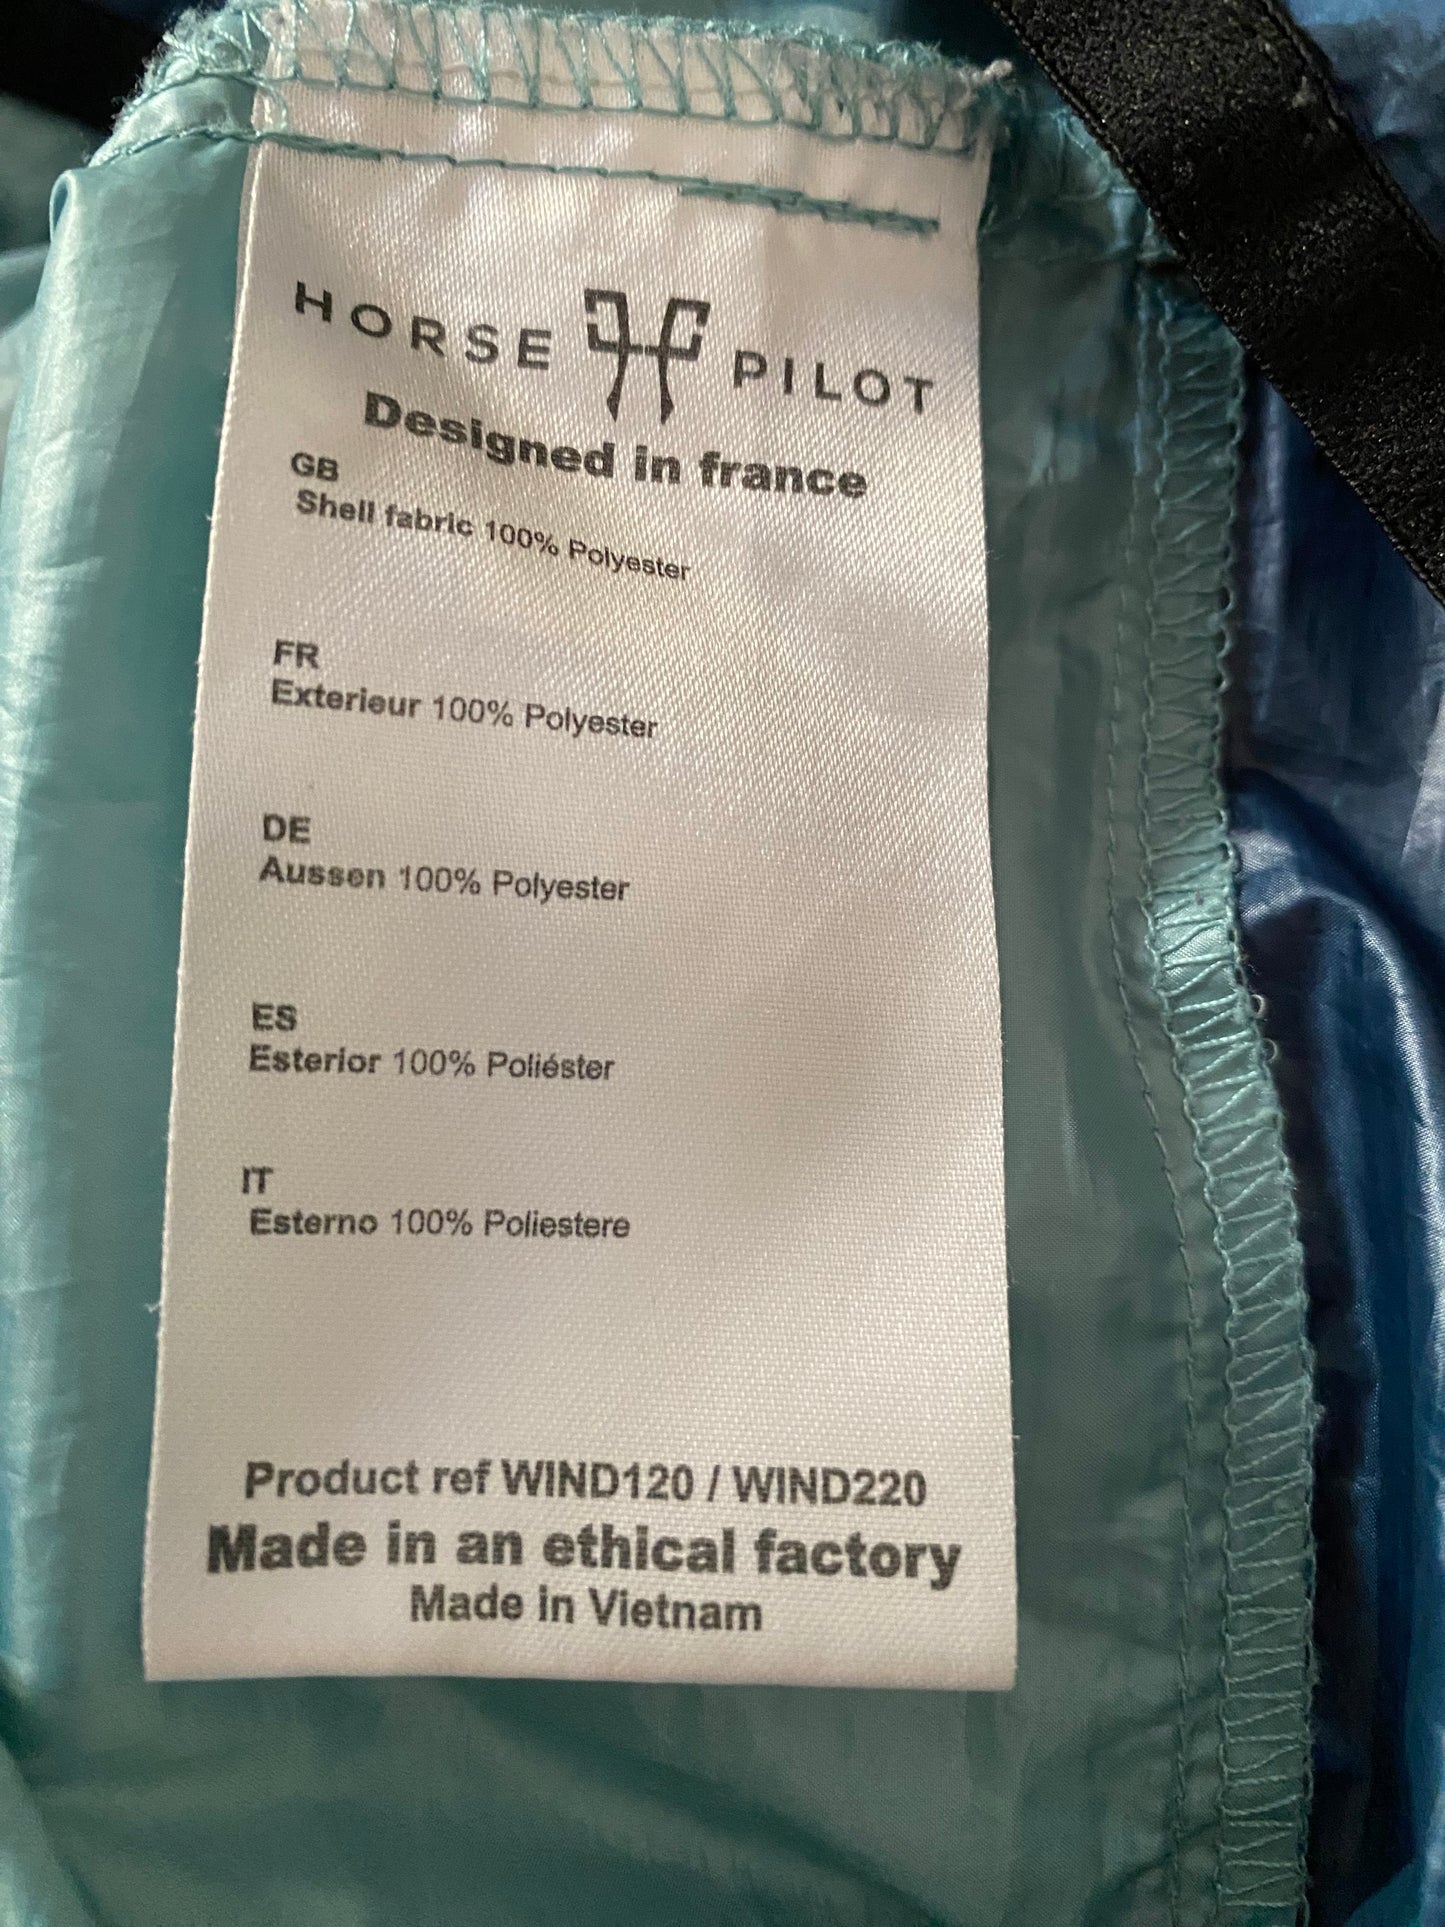 HORSE PILOT
Designed in france
GB
Shell fabric 100% Polyester
FR
Exterieur 100% Polyester
DE
Aussen 100% Polyester
ES
Esterior 100% Poliéster
IT
Esterno 100% Poliestere
Product ref WIND120 / WIND220
Made in an ethical factory
Made in Vietnam